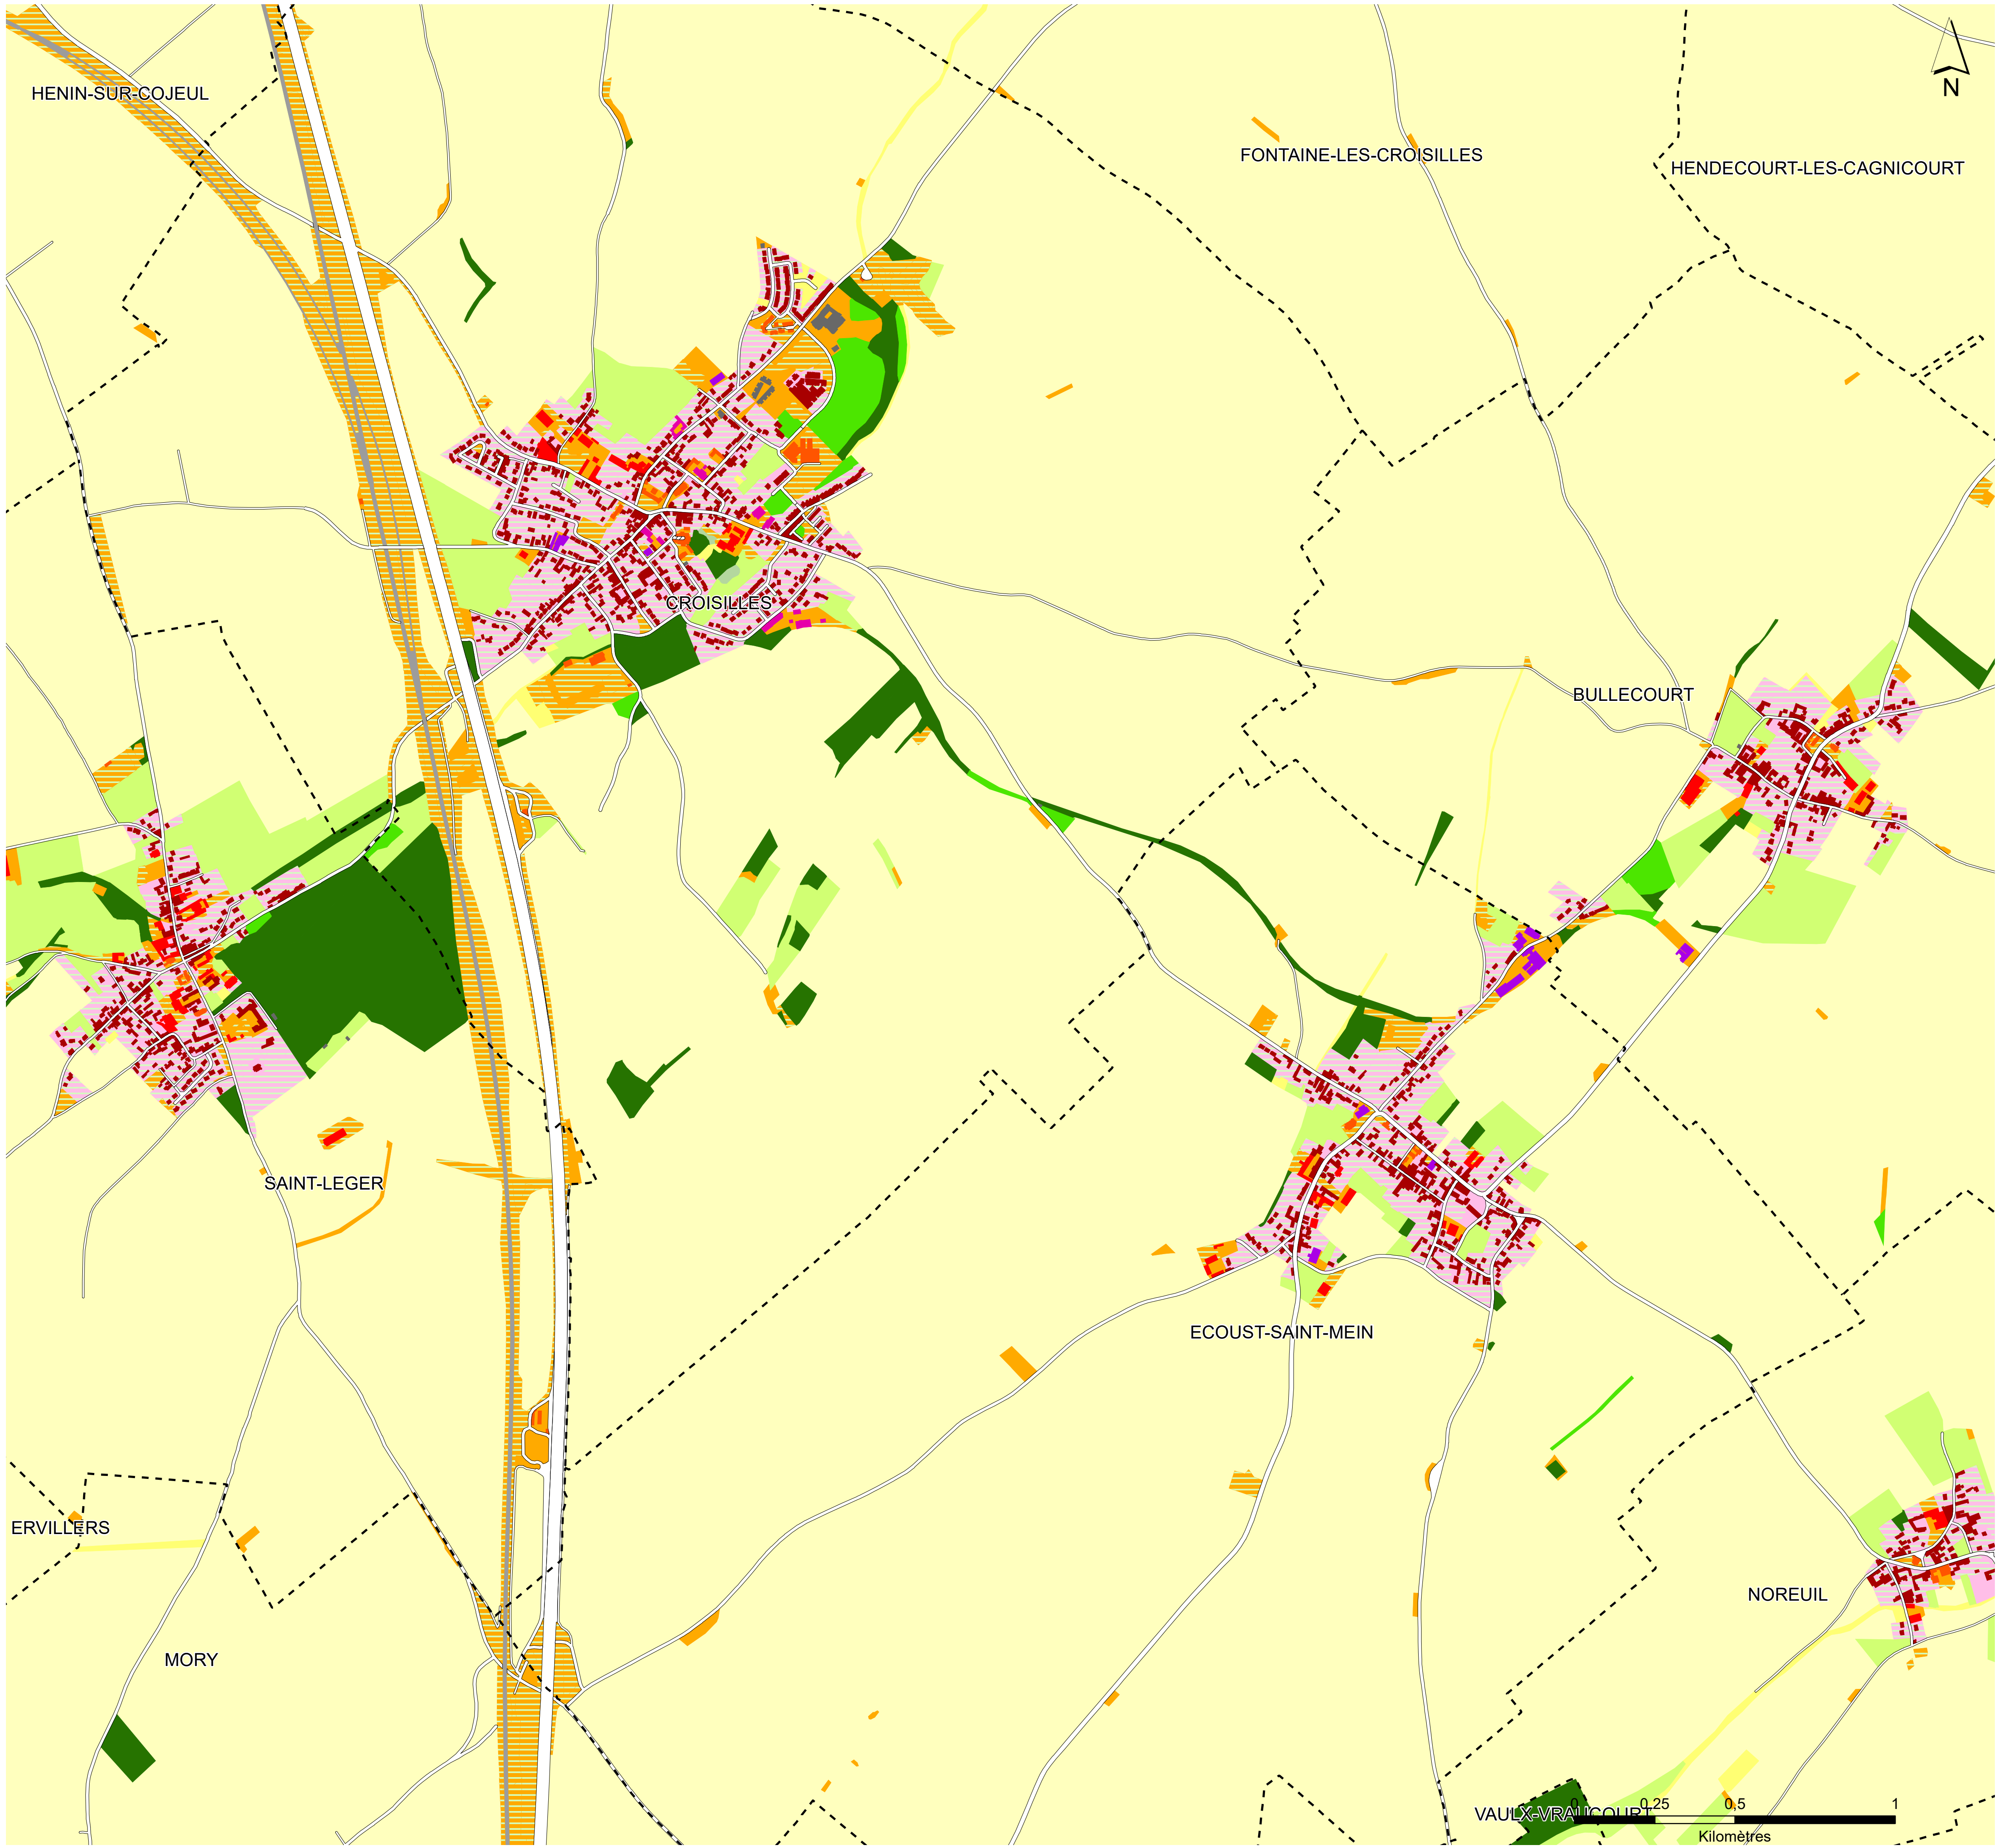 N
HENIN-SUR-COJEUL
FONTAINE-LES-CROISILLES
HENDECOURT-LES-CAGNICOURT
CROISILLES
BULLECOURT
SAINT-LEGER
ECOUST-SAINT-MEIN
ERVILLERS
NOREUIL
MORY
VAULX-VRAUCOURT
0 0,25 0,5 1
Kilomètres